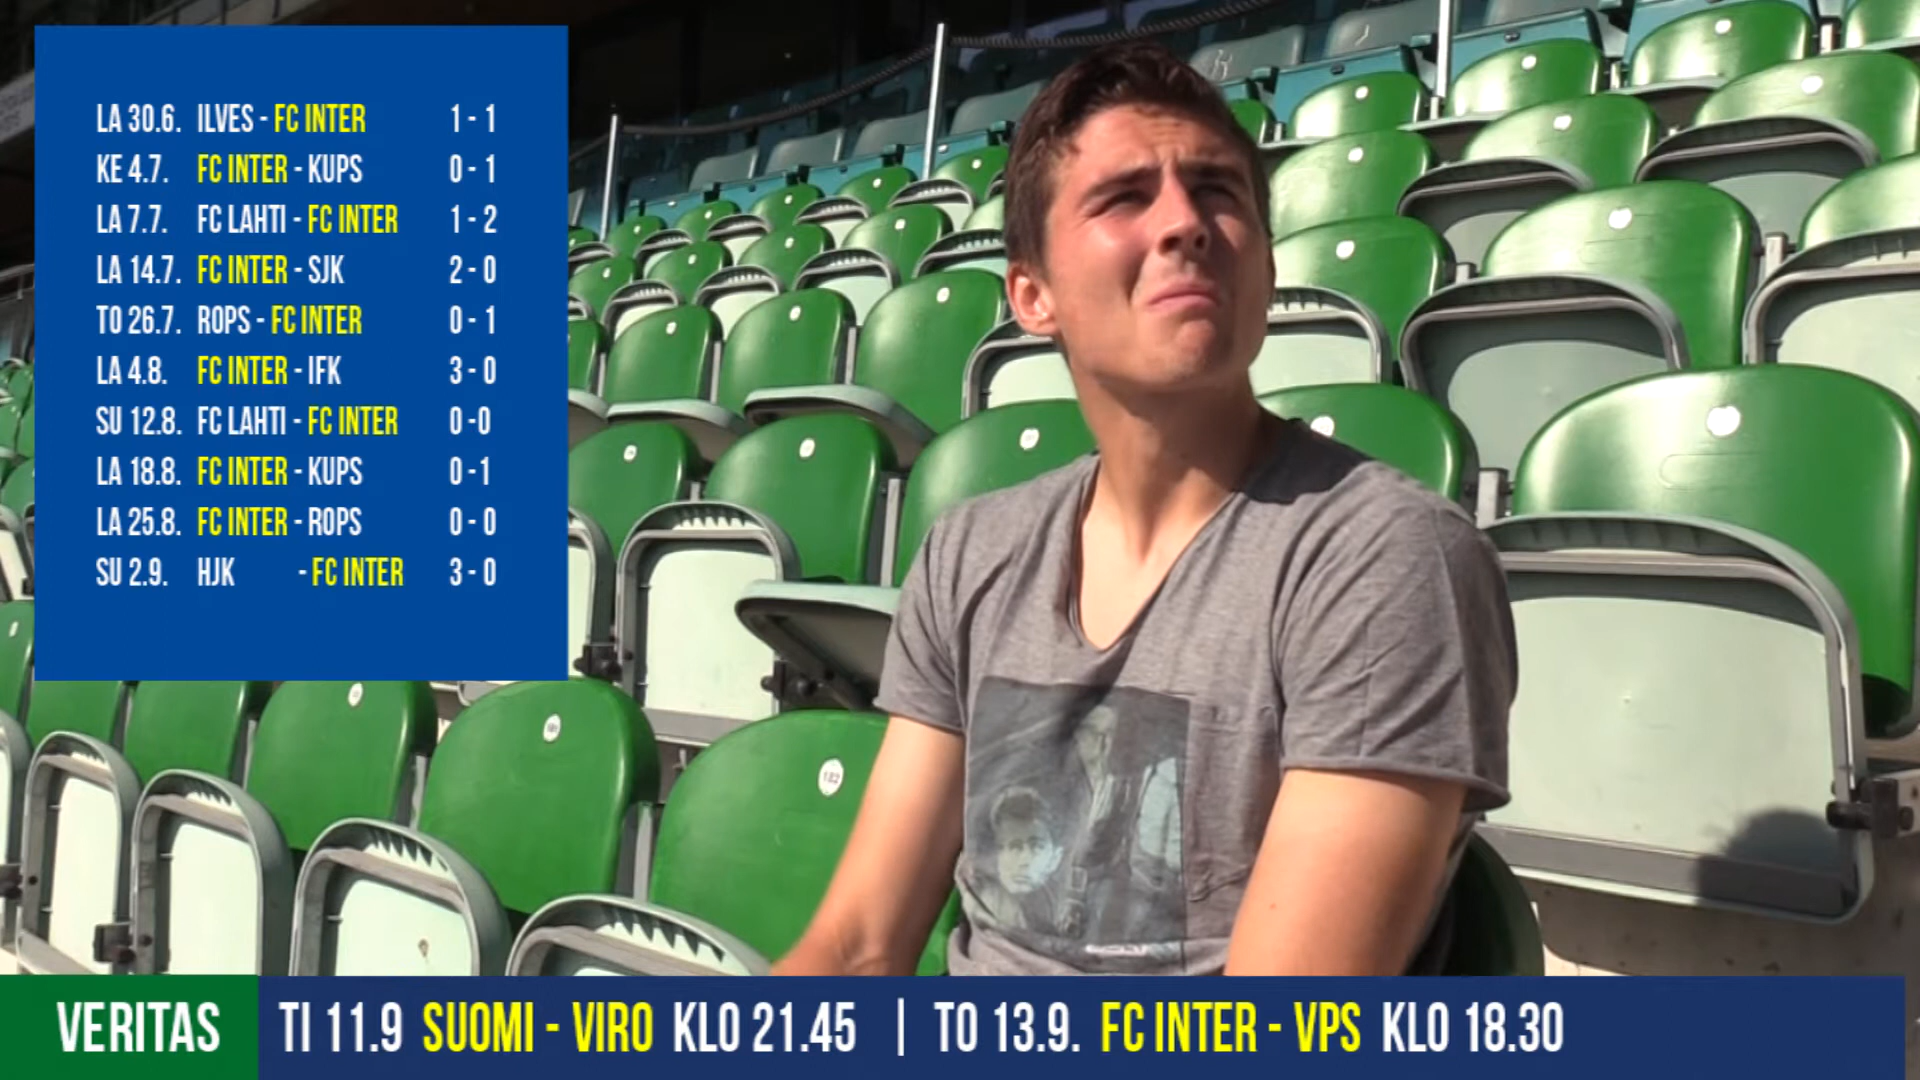 LA 30.6. ILVES - FC INTER 1 - 1
KE 4.7. FC INTER - KUPS 0 - 1
LA 7.7. FC LAHTI - FC INTER 1 - 2
LA 14.7. FC INTER - SJK 2 - 0
TO 26.7. ROPS - FC INTER 0 - 1
LA 4.8. FC INTER - IFK 3 - 0
SU 12.8. FC LAHTI - FC INTER 0 -0
LA 18.8. FC INTER - KUPS 0 -1
LA 25.8. FC INTER - ROPS 0 - 0
SU 2.9. HJK - FC INTER 3 - 0
182
VERITAS TI 11.9 SUOMI - VIRO KLO 21.45 | TO 13.9. FC INTER - VPS KLO 18.30